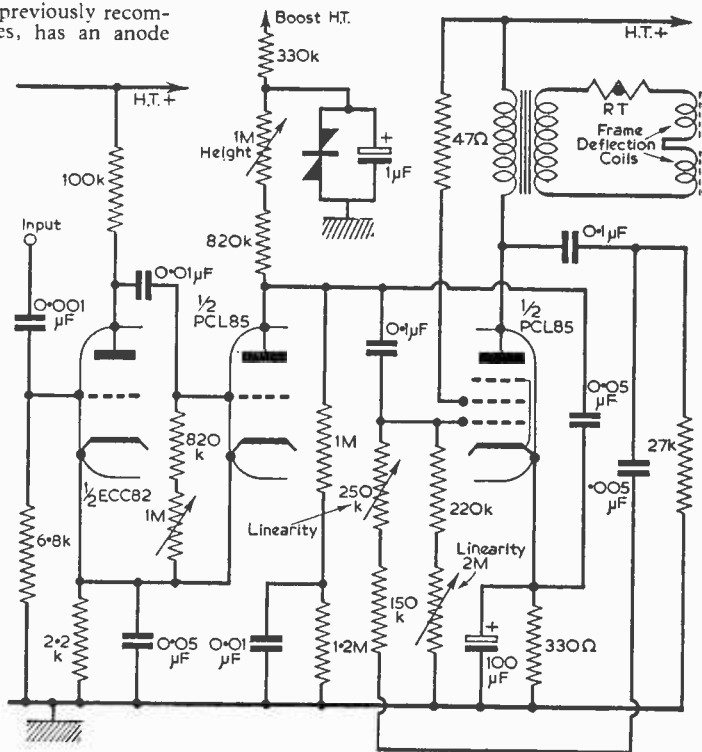 previously recom-
es, has an anode
Boost H.T.
H.T.+
H.T.+
330k
1M
Height
1μF
+
47Ω
RT
Frame
Deflection
Coils
100k
Input
0·001
μF
0·01μF
820k
1/2
PCL85
0·1μF
1/2
PCL85
0·1μF
820
k
1M
1/2ECC82
6·8k
1M
250
k
Linearity
220k
Linearity
2M
0·05
μF
·005
μF
27k
2·2
k
0·05
μF
0·01
μF
1·2M
150
k
+
100
μF
330Ω